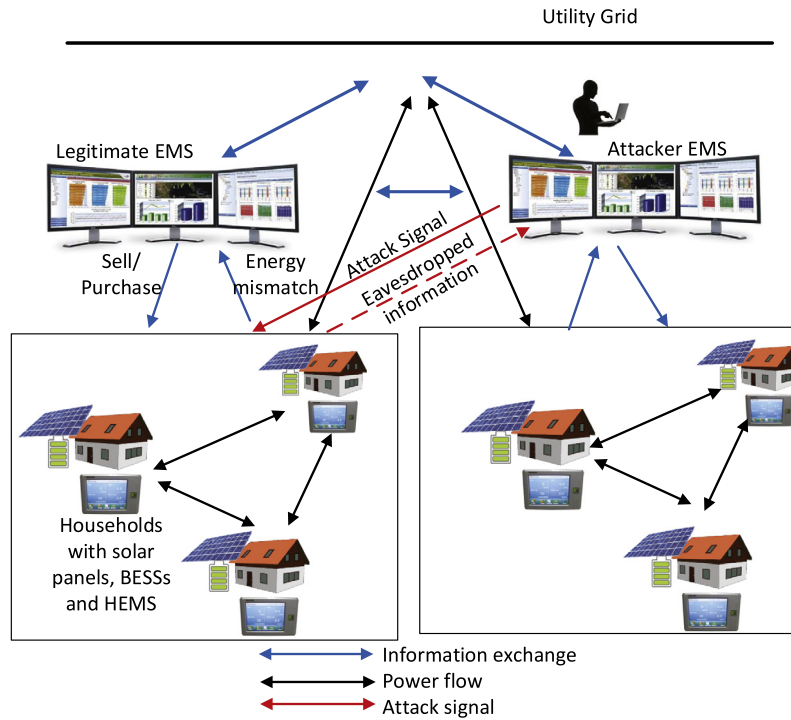 Utility Grid
Legitimate EMS
Attacker EMS
Sell/
Purchase
Energy
mismatch
Attack Signal
Eavesdropped
information
Households
with solar
panels, BESSs
and HEMS
Information exchange
Power flow
Attack signal